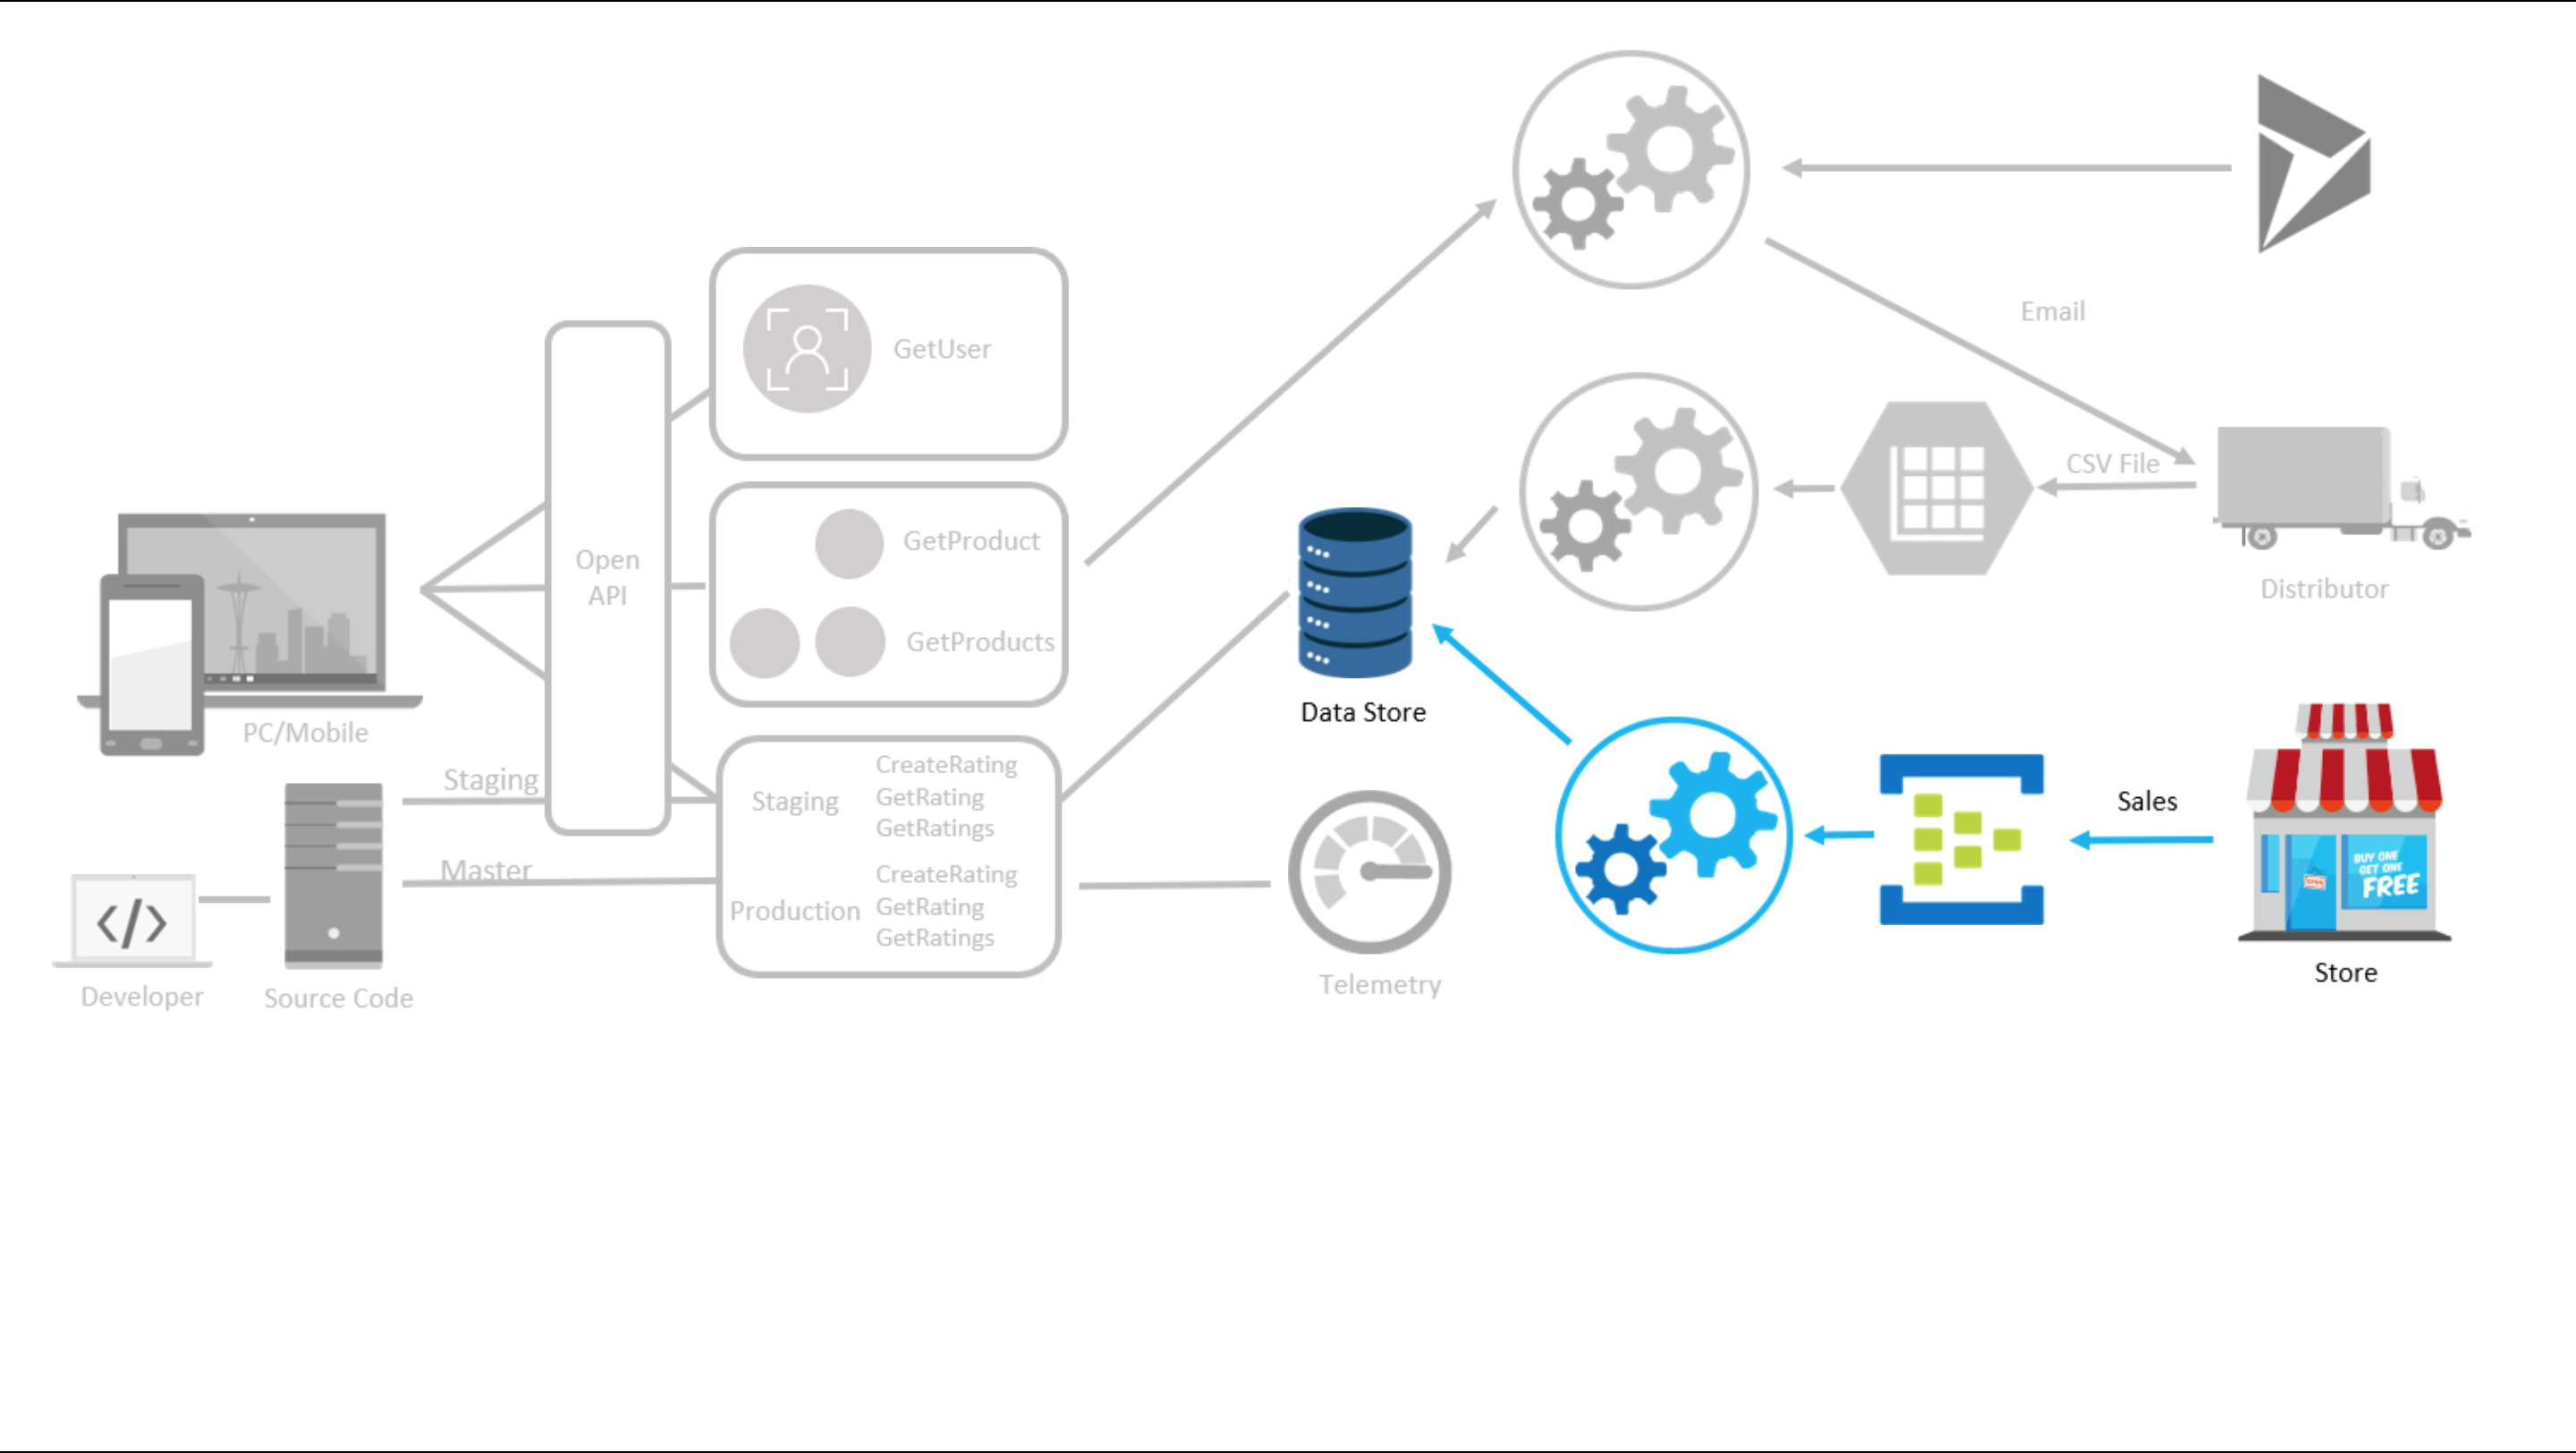 Email
GetUser
CSV File
Open
API
GetProduct
Distributor
GetProducts
Data Store
PC/Mobile
Staging
Staging
CreateRating
GetRating
GetRatings
Sales
Master
Production
CreateRating
GetRating
GetRatings
BUY ONE
GET ONE
FREE
Store
Telemetry
Developer
Source Code